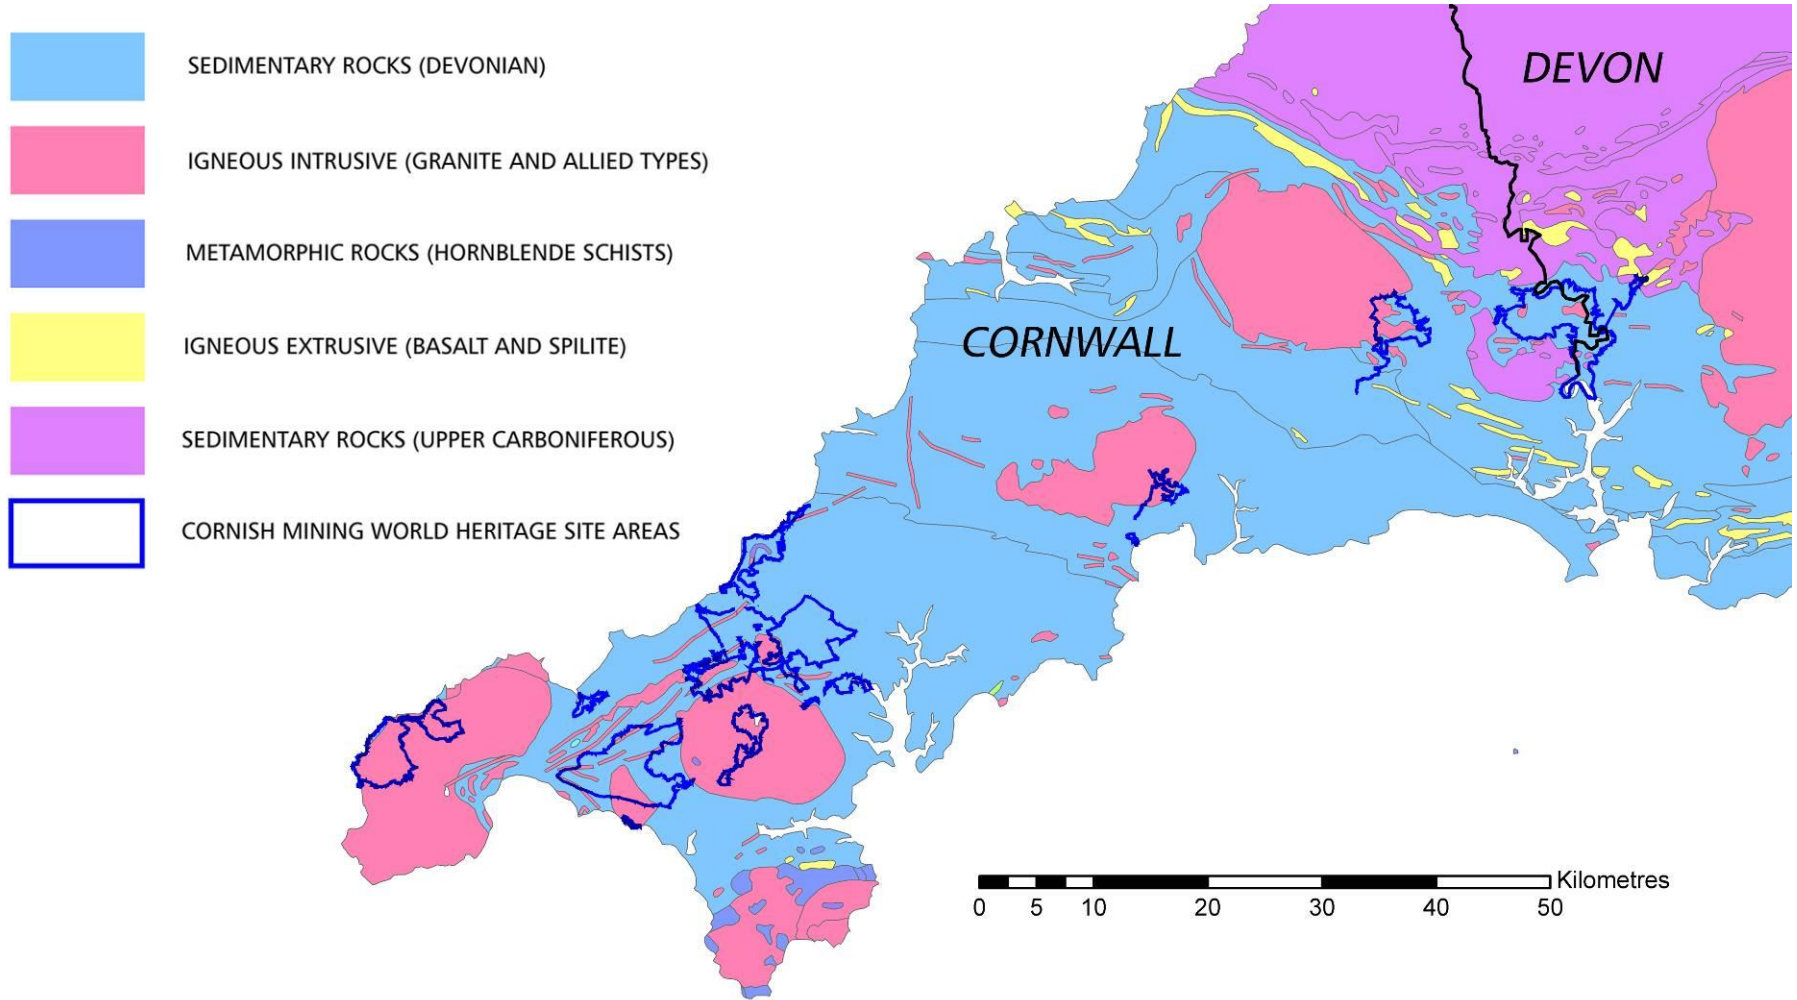 SEDIMENTARY ROCKS (DEVONIAN)
IGNEOUS INTRUSIVE (GRANITE AND ALLIED TYPES)
METAMORPHIC ROCKS (HORNBLENDE SCHISTS)
IGNEOUS EXTRUSIVE (BASALT AND SPILITE)
SEDIMENTARY ROCKS (UPPER CARBONIFEROUS)
CORNISH MINING WORLD HERITAGE SITE AREAS
DEVON
CORNWALL
Kilometres
0 5 10 20 30 40 50